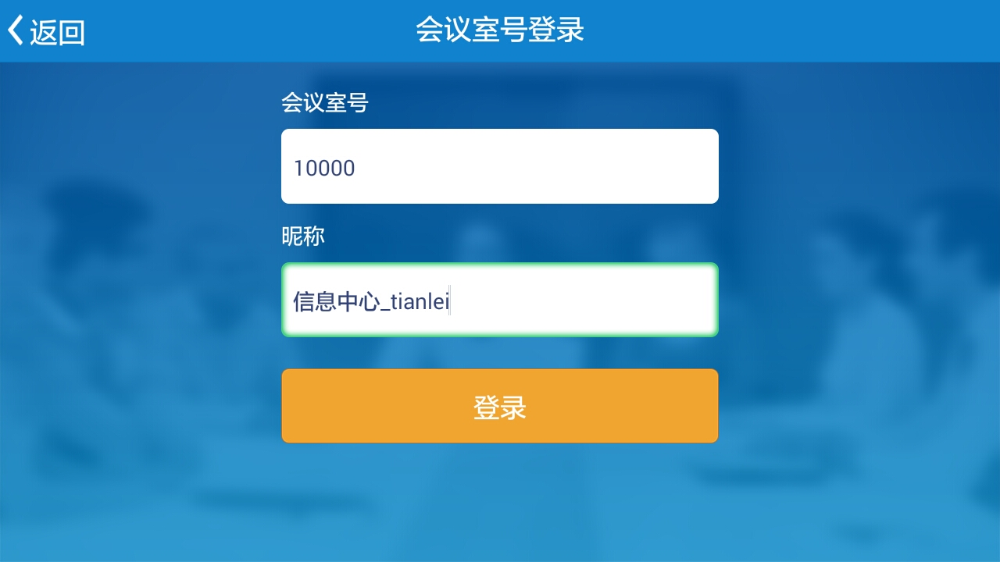 返回
会议室号登录
会议室号
10000
昵称
信息中心_tianlei
登录